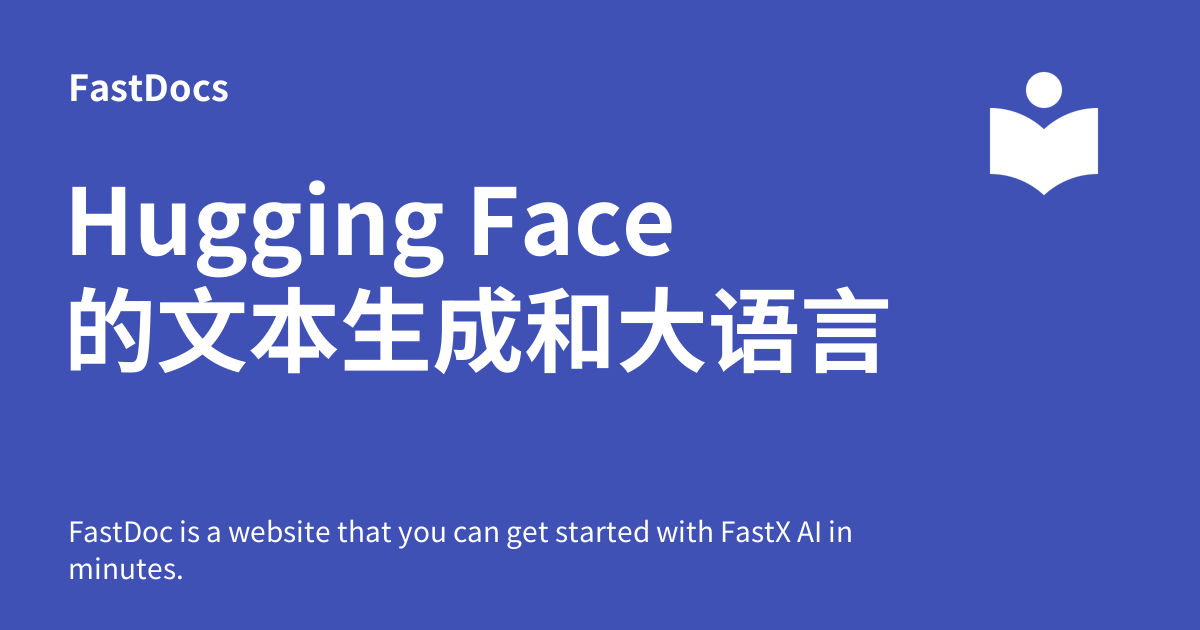 FastDocs
Hugging Face
的文本生成和大语言
FastDoc is a website that you can get started with FastX AI in
minutes.